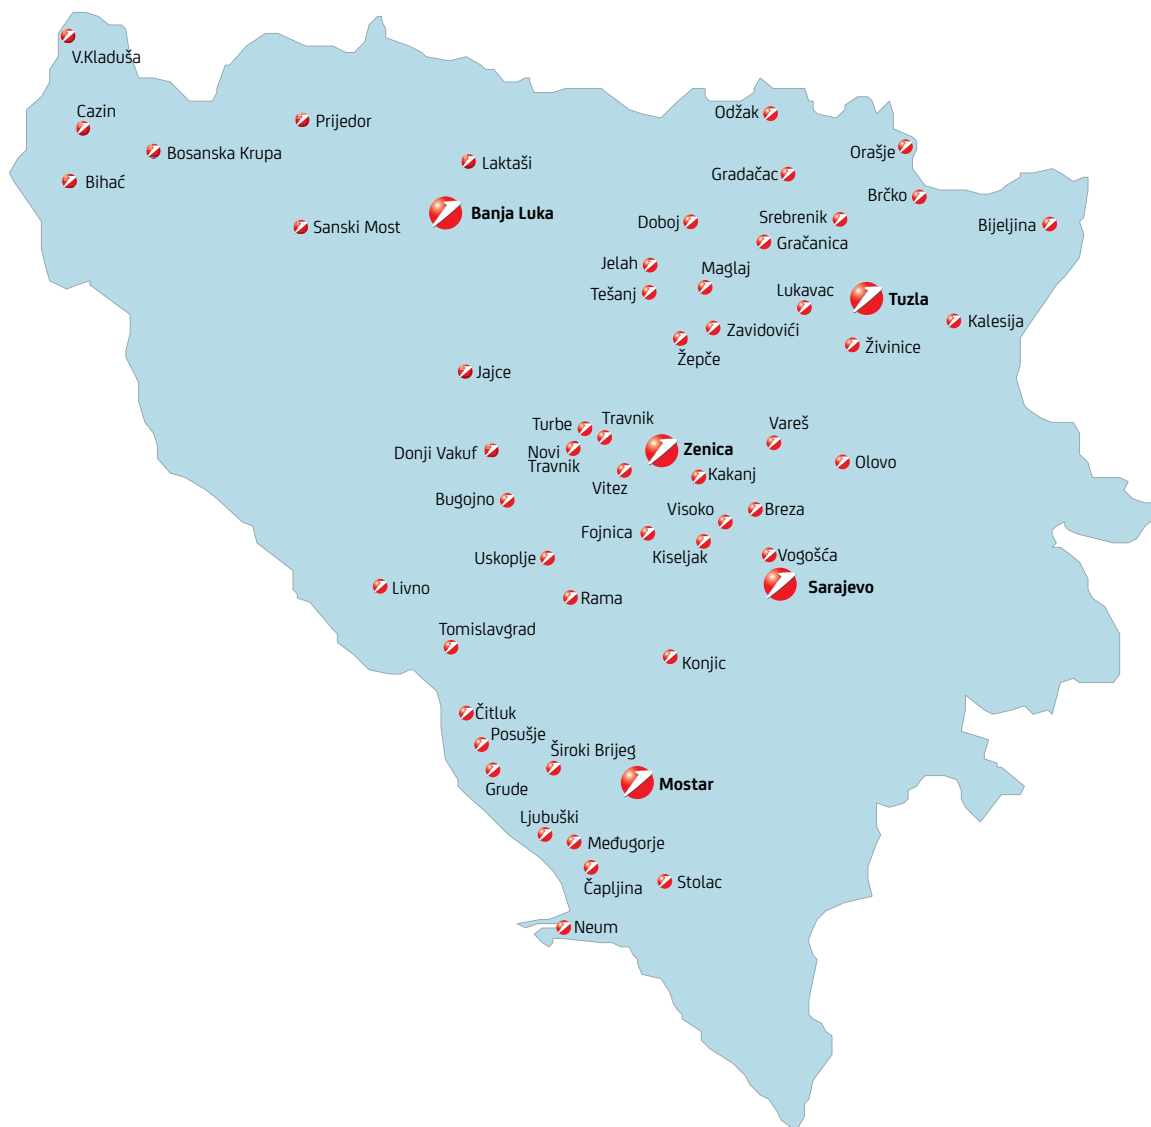 V.Kladuša
Cazin
Prijedor
Odžak
Bosanska Krupa
Orašje
Laktaši
Gradačac
Bihać
Brčko
Banja Luka
Srebrenik
Doboj
Bijeljina
Sanski Most
Gračanica
Jelah
Maglaj
Tešanj
Lukavac
Tuzla
Kalesija
Zavidovići
Živinice
Žepče
Jajce
Travnik
Turbe
Vareš
Donji Vakuf
Novi
Travnik
Zenica
Olovo
Vitez
Kakanj
Bugojno
Visoko
Breza
Fojnica
Kiseljak
Vogošća
Uskoplje
Livno
Sarajevo
Rama
Tomislavgrad
Konjic
Čitluk
Posušje
Široki Brijeg
Mostar
Grude
Ljubuški
Međugorje
Čapljina
Stolac
Neum